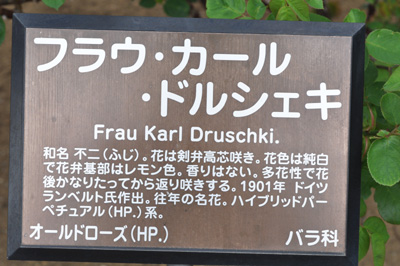 フラウ・カール
・ドルシェキ
Frau Karl Druschki.
和名 不二(ふじ)。花は剣弁高芯咲き。花色は純白
で花弁基部はレモン色。香りはない。多花性で花
後かなりたってから返り咲きする。1901年 ドイツ
ランベルト氏作出。往年の名花。ハイブリッドパー
ペチュアル(HP.)系。
オールドローズ(HP.)
バラ科